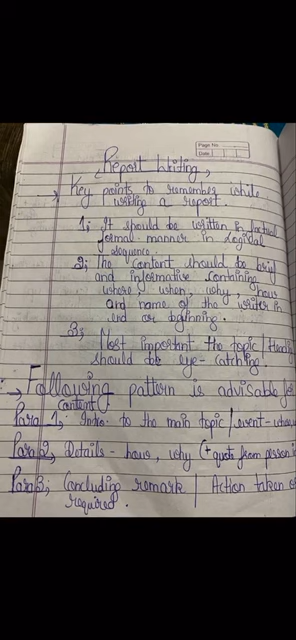 Page No
Date
Report Writing
→ Key points to remember while
writing a report.
1; It should be written in factual
formal manner in Logical
sequence.
2; The content should be brief
and informative containing
where, when, why, hows
and name of the writer in
end or beginning.
3; Most important the topic /
should be eye-catching.
→ Following pattern is advisable
content
Para 1, Intro- to the main topic / event-
Para 2, Details - how, why (+ quote from person
Para 3; Concluding remark / Action taken
required.